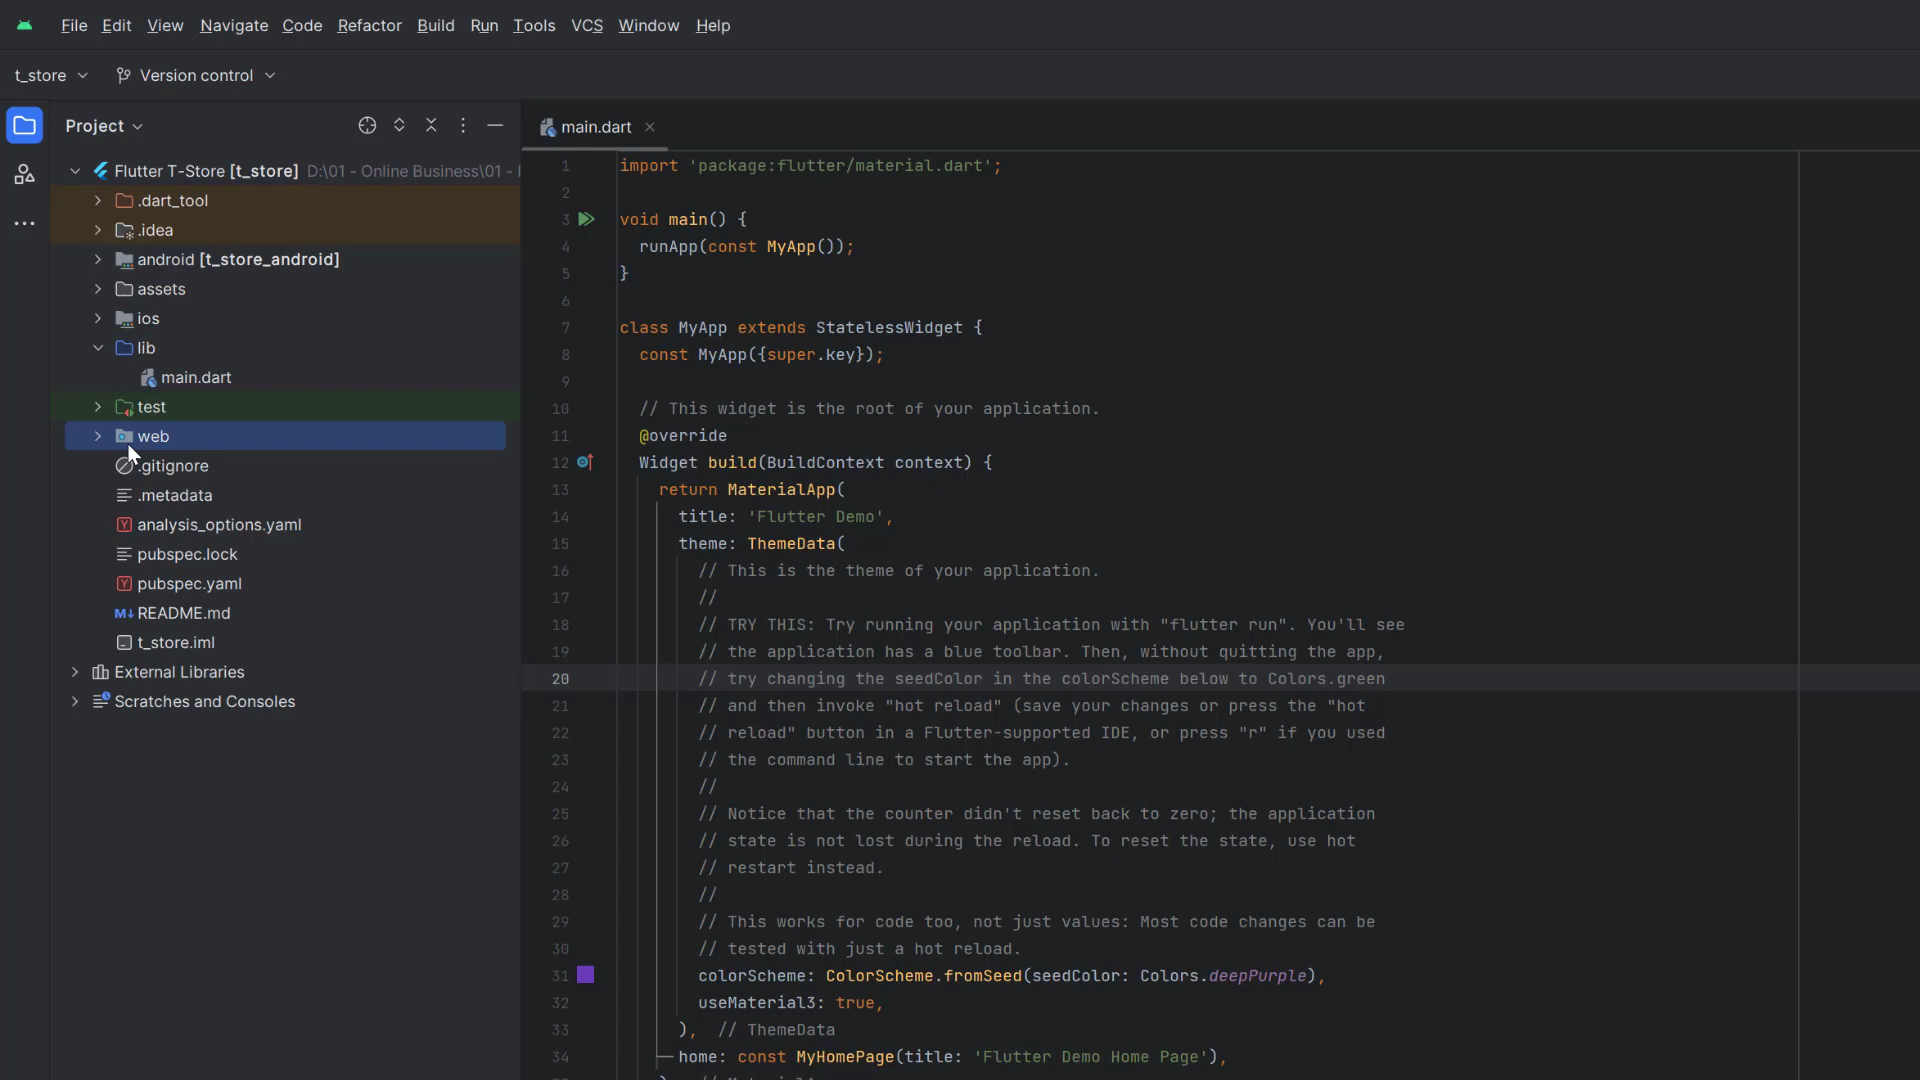 File Edit View Navigate Code Refactor Build Run Tools VCS Window Help
t_store Version control
Project
Flutter T-Store [t_store] D:\01 - Online Business\01 -
.dart_tool
.idea
android [t_store_android]
assets
ios
lib
main.dart
test
web
.gitignore
.metadata
analysis_options.yaml
pubspec.lock
pubspec.yaml
M↓ README.md
t_store.iml
External Libraries
Scratches and Consoles
main.dart
1 import 'package:flutter/material.dart';
2
3 void main() {
4 runApp(const MyApp());
5 }
6
7 class MyApp extends StatelessWidget {
8 const MyApp({super.key});
9
10 // This widget is the root of your application.
11 @override
12 Widget build(BuildContext context) {
13 return MaterialApp(
14 title: 'Flutter Demo',
15 theme: ThemeData(
16 // This is the theme of your application.
17 //
18 // TRY THIS: Try running your application with "flutter run". You'll see
19 // the application has a blue toolbar. Then, without quitting the app,
20 // try changing the seedColor in the colorScheme below to Colors.green
21 // and then invoke "hot reload" (save your changes or press the "hot
22 // reload" button in a Flutter-supported IDE, or press "r" if you used
23 // the command line to start the app).
24 //
25 // Notice that the counter didn't reset back to zero; the application
26 // state is not lost during the reload. To reset the state, use hot
27 // restart instead.
28 //
29 // This works for code too, not just values: Most code changes can be
30 // tested with just a hot reload.
31 colorScheme: ColorScheme.fromSeed(seedColor: Colors.deepPurple),
32 useMaterial3: true,
33 ), // ThemeData
34 home: const MyHomePage(title: 'Flutter Demo Home Page'),